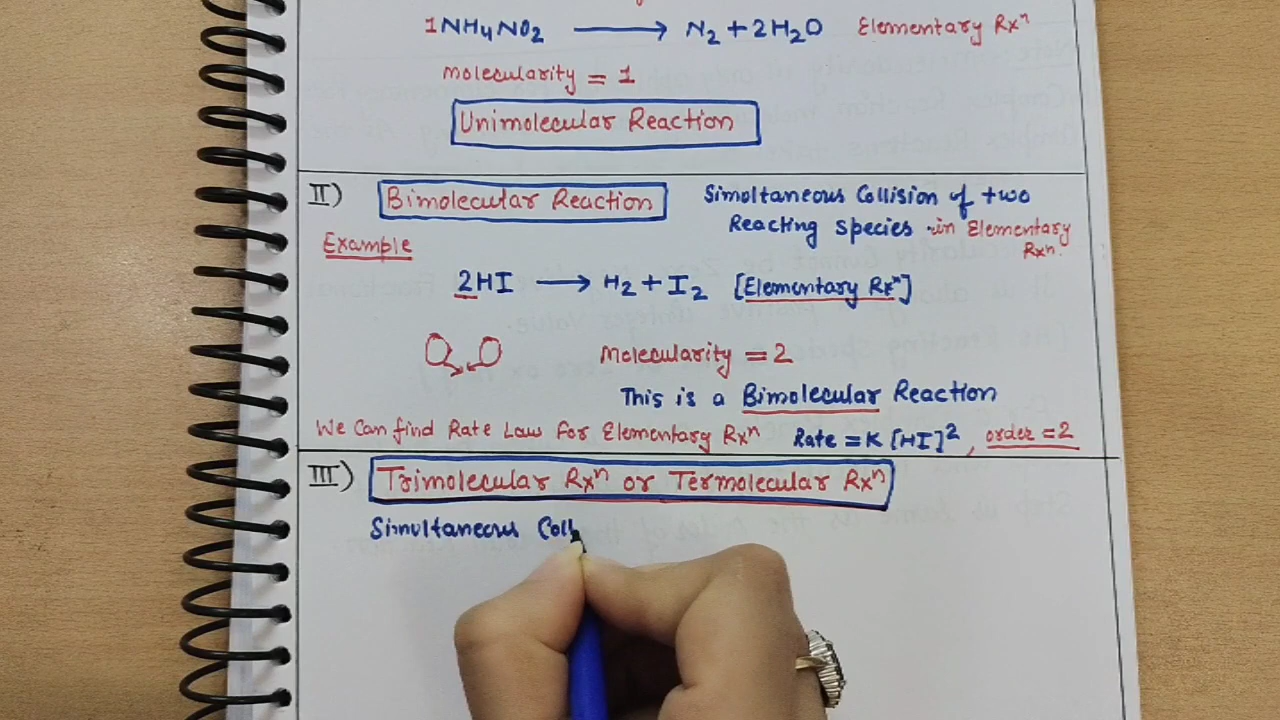 1NH4NO2 ⟶ N2 + 2H2O Elementary Rxⁿ
Molecularity = 1
Unimolecular Reaction
II) Bimolecular Reaction Simultaneous Collision of two
Reacting Species in Elementary
Rxⁿ.
Example
2HI ⟶ H2 + I2 [Elementary Rxⁿ]
Molecularity = 2
This is a Bimolecular Reaction
We Can find Rate Law For Elementary Rxⁿ Rate = K [HI]², order = 2
III) Trimolecular Rxⁿ or Termolecular Rxⁿ
Simultaneous Coll